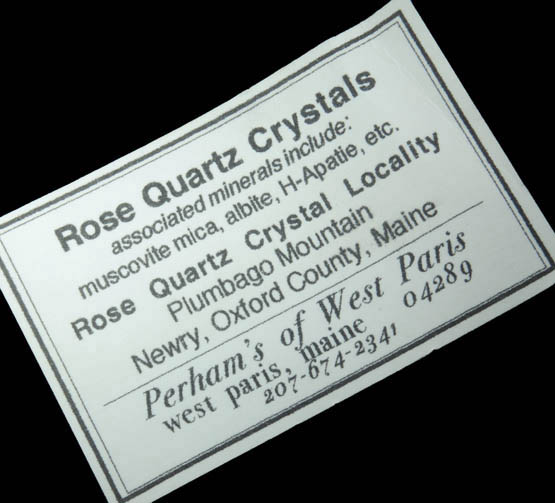 Rose Quartz Crystals
associated minerals include:
muscovite mica, albite, H-Apatie, etc.
Rose Quartz Crystal Locality
Plumbago Mountain
Newry, Oxford County, Maine
Perham's of West Paris
west paris, maine 04289
207-674-2341